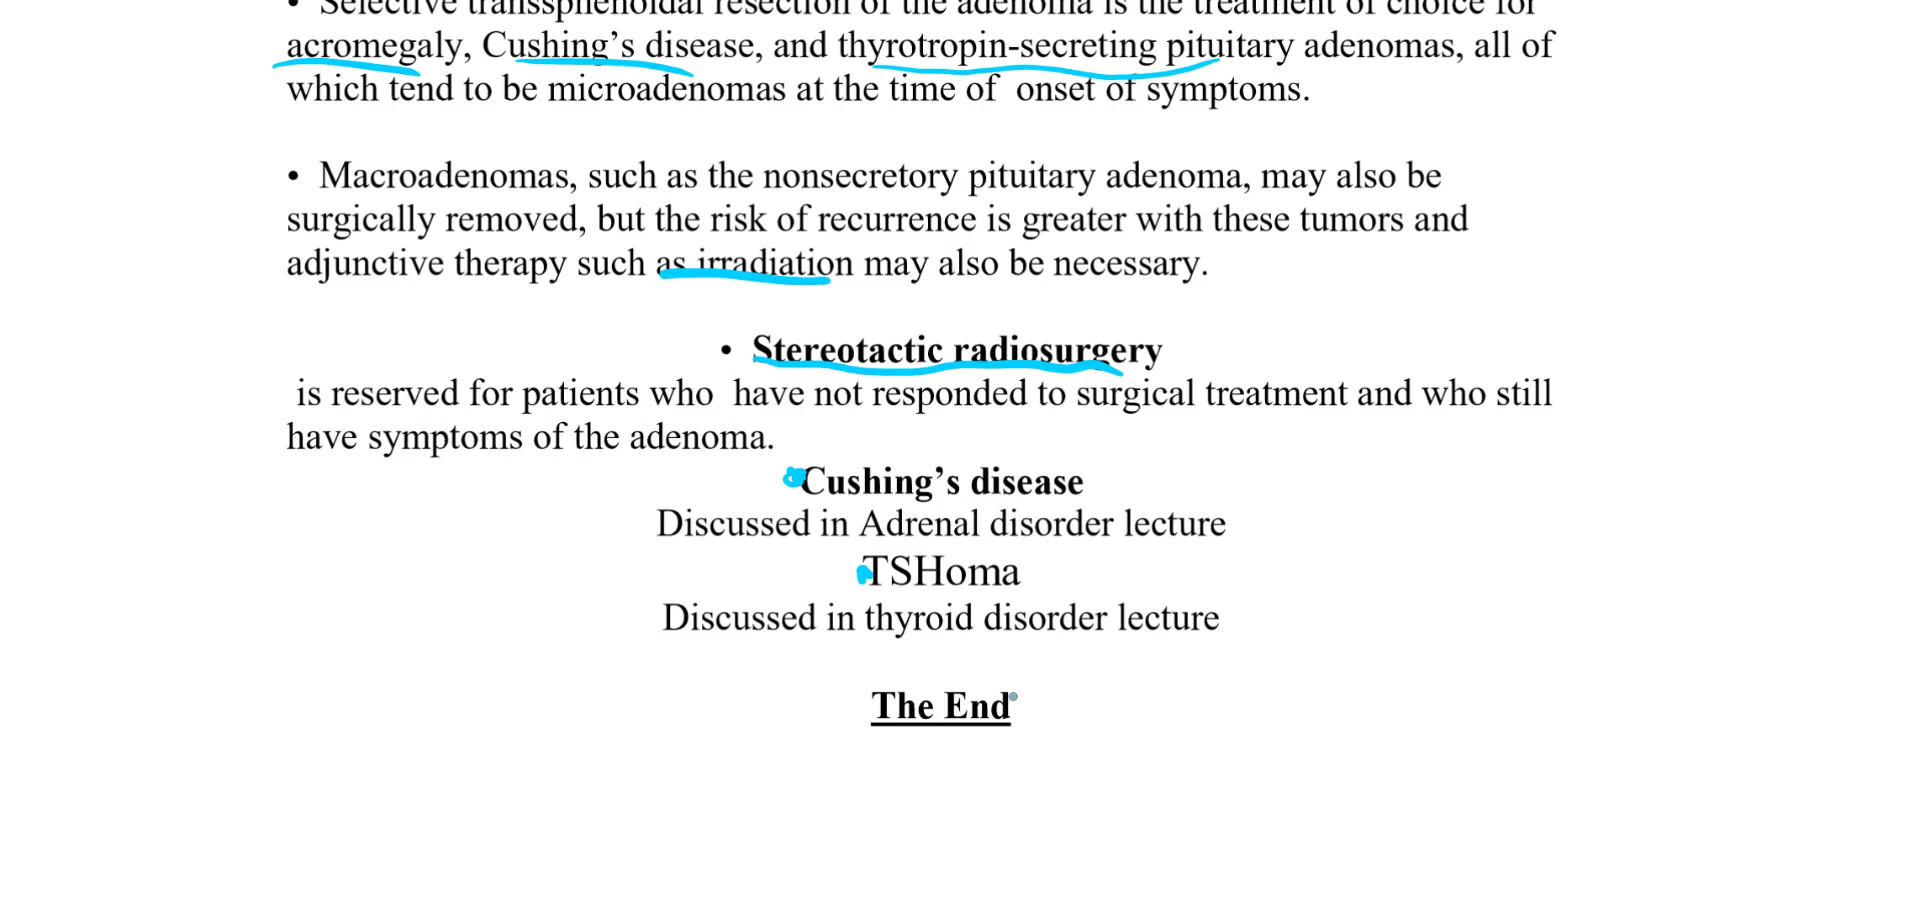 • Selective transsphenoidal resection of the adenoma is the treatment of choice for
acromegaly, Cushing’s disease, and thyrotropin-secreting pituitary adenomas, all of
which tend to be microadenomas at the time of  onset of symptoms.
• Macroadenomas, such as the nonsecretory pituitary adenoma, may also be
surgically removed, but the risk of recurrence is greater with these tumors and
adjunctive therapy such as irradiation may also be necessary.
• Stereotactic radiosurgery
is reserved for patients who  have not responded to surgical treatment and who still
have symptoms of the adenoma.
Cushing’s disease
Discussed in Adrenal disorder lecture
TSHoma
Discussed in thyroid disorder lecture
The End